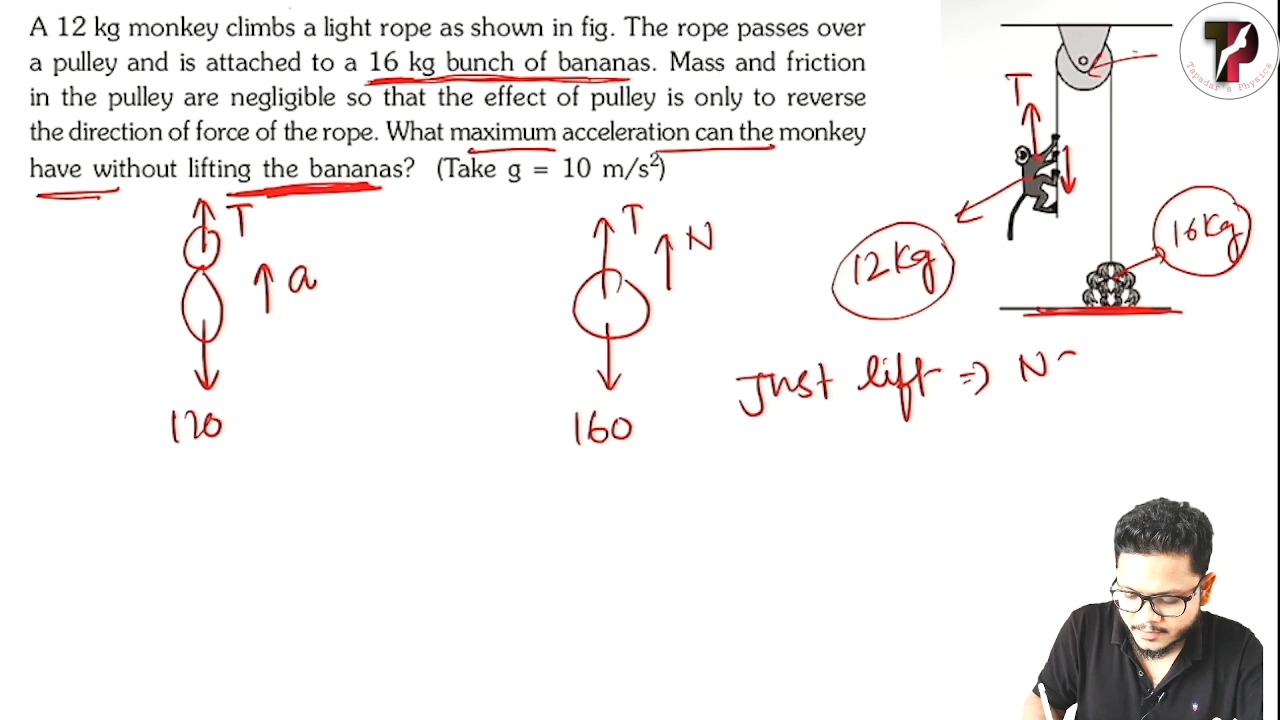 A 12 kg monkey climbs a light rope as shown in fig. The rope passes over
a pulley and is attached to a 16 kg bunch of bananas. Mass and friction
in the pulley are negligible so that the effect of pulley is only to reverse
the direction of force of the rope. What maximum acceleration can the monkey
have without lifting the bananas? (Take g = 10 m/s²)
TP
Tapadar's Physics
T
12kg
16kg
T
a
120
T
N
160
Just lift ⇒ N-